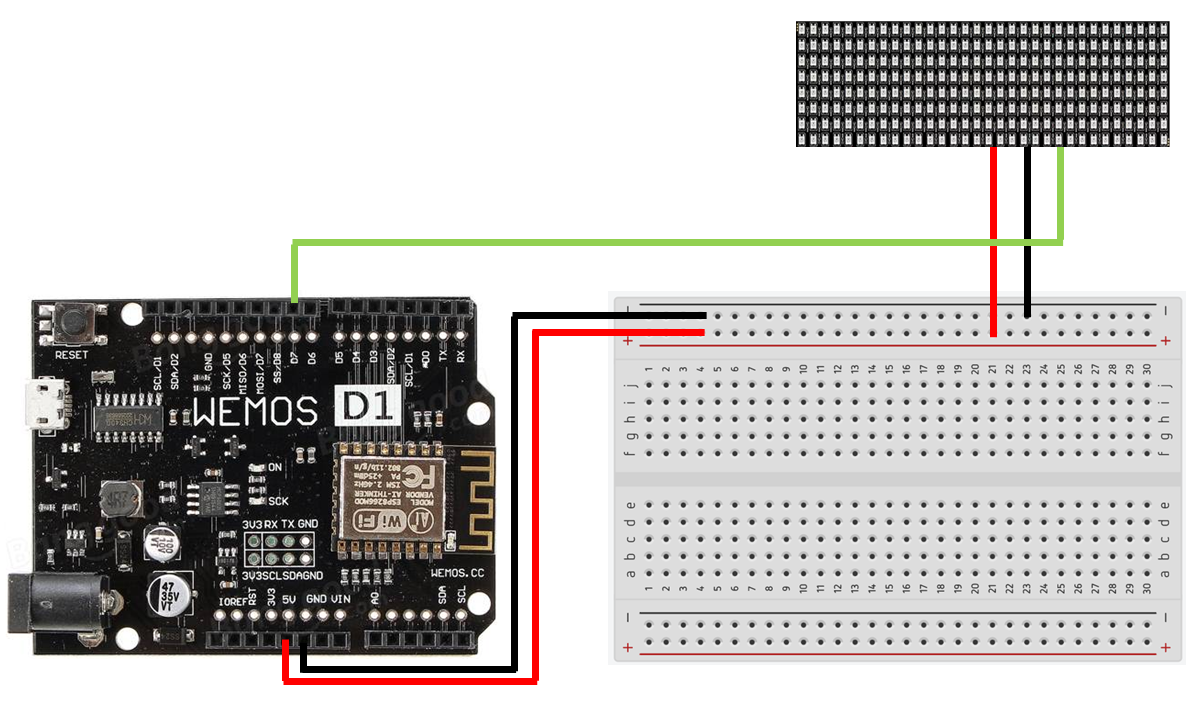 RESET
SCL/D1
SDA/D2
GND
SCK/D5
MISO/D6
MOSI/D7
SS/D8
D7
D6
D5
D4
D3
SDA/D2
SCL/D1
TX
RX
WEMOS D1
ON
SCK
3V3 RX TX GND
3V3SCLSDAGND
FCC
802.11b/g/n
PA +25dBm
ISM 2.4GHz
VENDOR AI-THINKER
MODEL ESP8266MOD
WiFi
AI
WEMOS.CC
47
35V
VT
IOREF
RST
3V3
5V
GND
VIN
A0
SDA
SCL
- -
+ +
1 2 3 4 5 6 7 8 9 10 11 12 13 14 15 16 17 18 19 20 21 22 23 24 25 26 27 28 29 30
j j
i i
h h
g g
f f
e e
d d
c c
b b
a a
1 2 3 4 5 6 7 8 9 10 11 12 13 14 15 16 17 18 19 20 21 22 23 24 25 26 27 28 29 30
- -
+ +